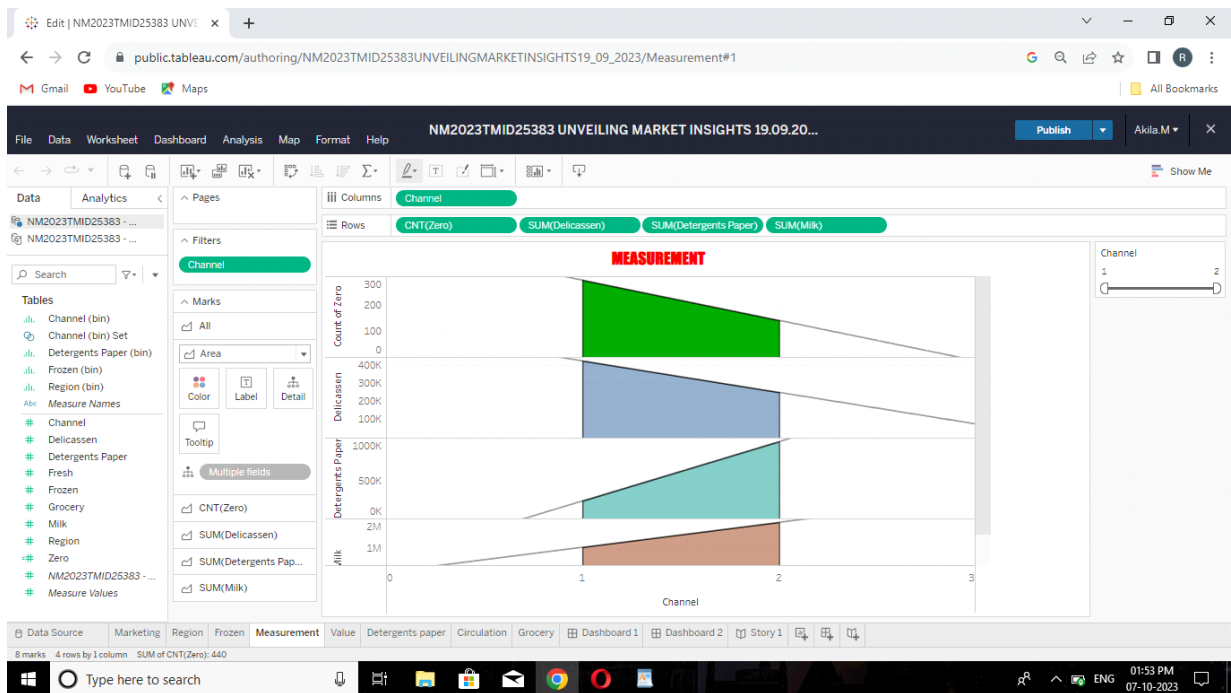 Edit | NM2023TMID25383 UNVE
public.tableau.com/authoring/NM2023TMID25383UNVEILINGMARKETINSIGHTS19_09_2023/Measurement#1
G
R
Gmail YouTube Maps
All Bookmarks
File Data Worksheet Dashboard Analysis Map Format Help
NM2023TMID25383 UNVEILING MARKET INSIGHTS 19.09.20...
Publish
Akila.M
Show Me
Data Analytics
NM2023TMID25383 - ...
NM2023TMID25383 - ...
Search
Tables
Channel (bin)
Channel (bin) Set
Detergents Paper (bin)
Frozen (bin)
Region (bin)
Abc Measure Names
# Channel
# Delicassen
# Detergents Paper
# Fresh
# Frozen
# Grocery
# Milk
# Region
=# Zero
# NM2023TMID25383 - ...
# Measure Values
Pages
Filters
Channel
Marks
All
Area
Color Label Detail
Tooltip
Multiple fields
CNT(Zero)
SUM(Delicassen)
SUM(Detergents Pap...
SUM(Milk)
Columns Channel
Rows CNT(Zero) SUM(Delicassen) SUM(Detergents Paper) SUM(Milk)
MEASUREMENT
Count of Zero
300
200
100
0
Delicassen
400K
300K
200K
100K
Detergents Paper
1000K
500K
0K
Milk
2M
1M
0 1 2 3
Channel
Channel
1 2
Data Source Marketing Region Frozen Measurement Value Detergents paper Circulation Grocery Dashboard 1 Dashboard 2 Story 1
8 marks 4 rows by 1 column SUM of CNT(Zero): 440
Type here to search
ENG
01:53 PM
07-10-2023